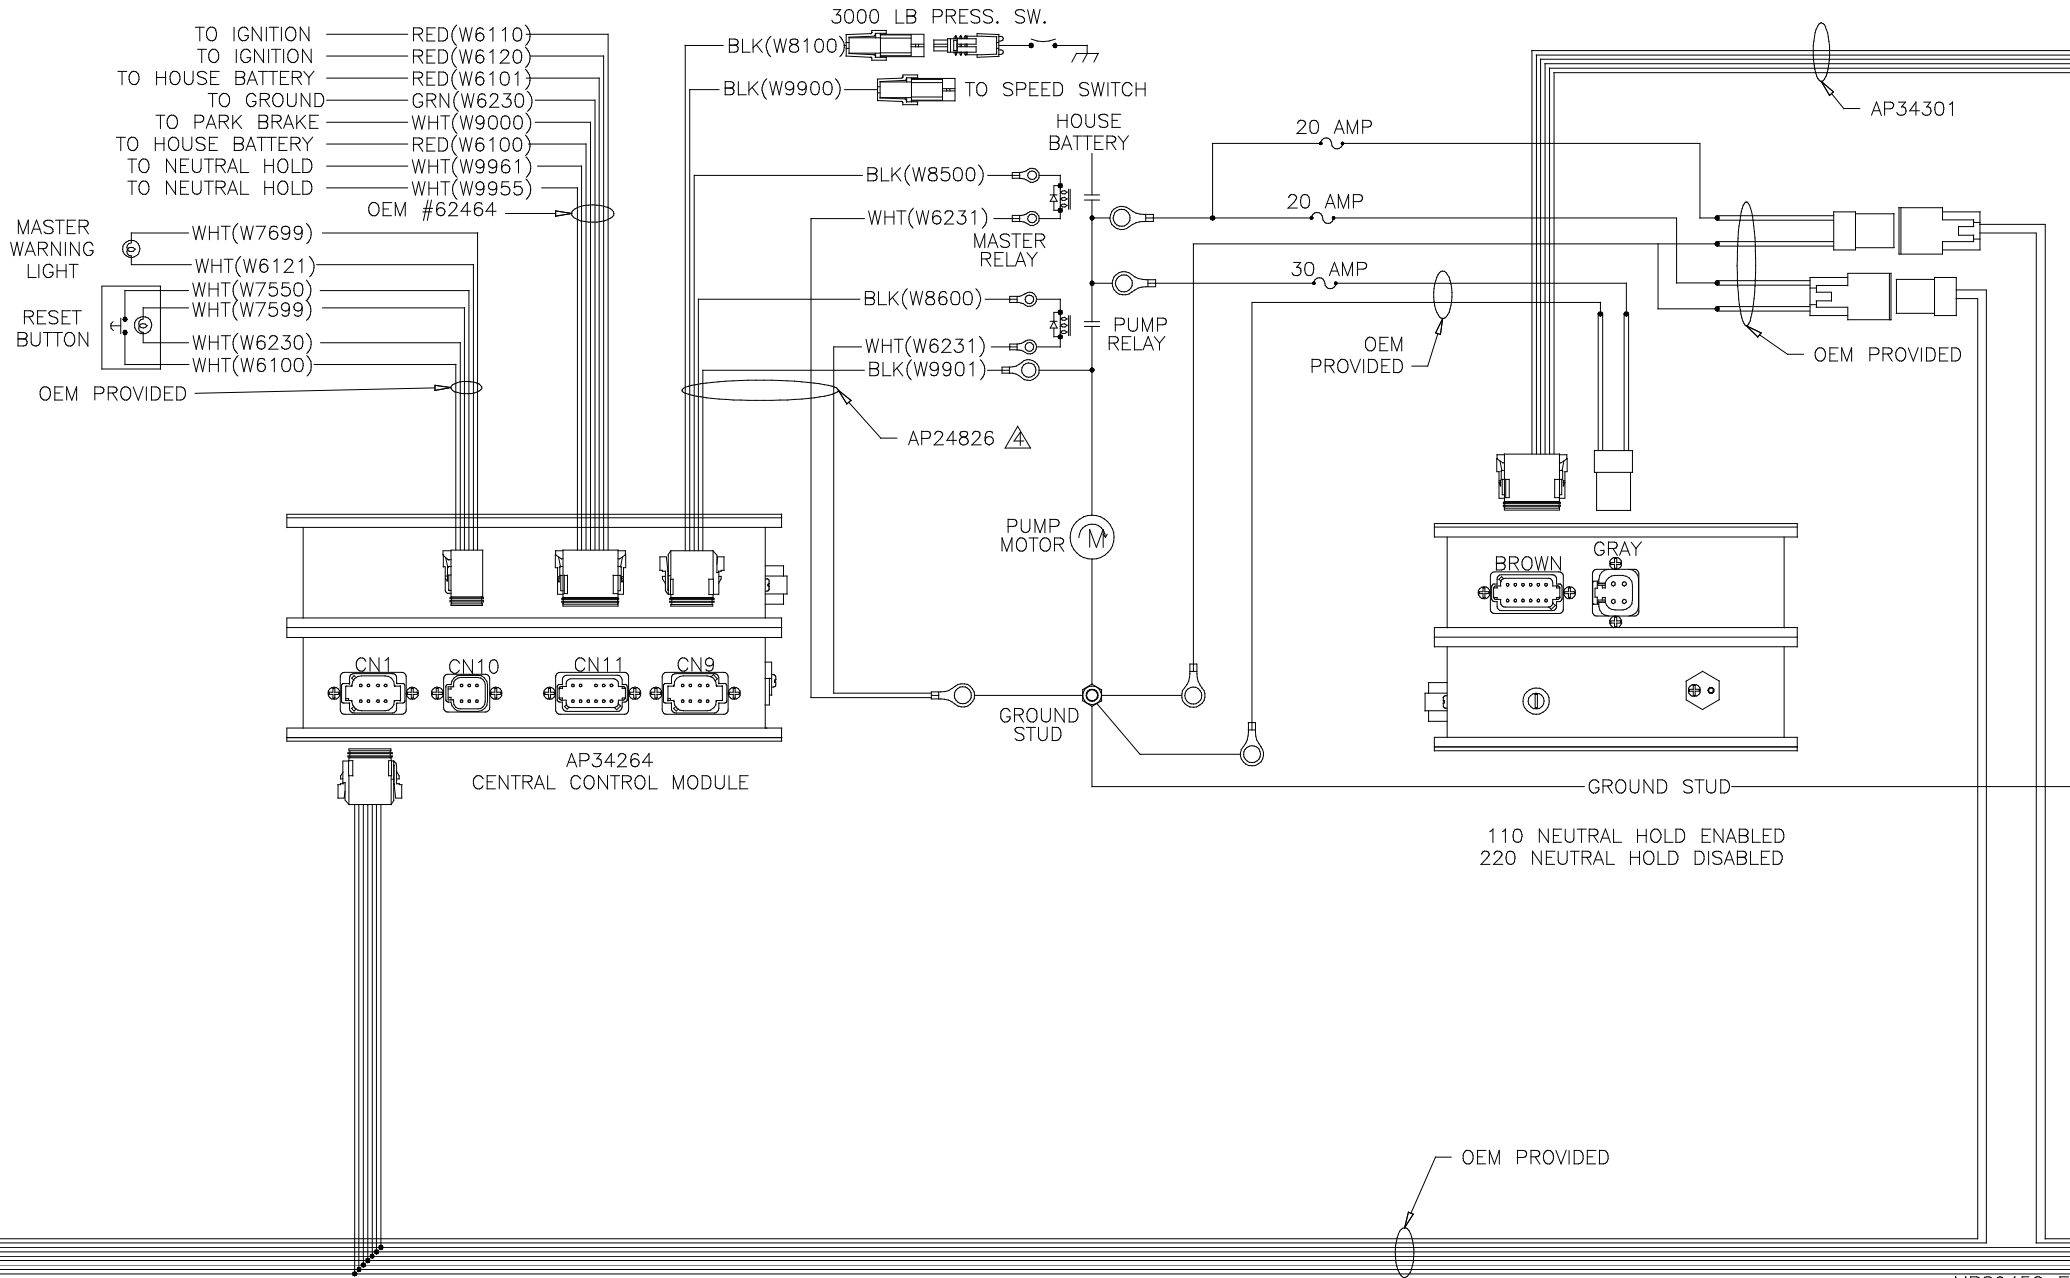 3000 LB PRESS. SW.
TO IGNITION RED(W6110)
TO IGNITION RED(W6120)
TO HOUSE BATTERY RED(W6101)
TO GROUND GRN(W6230)
TO PARK BRAKE WHT(W9000)
TO HOUSE BATTERY RED(W6100)
TO NEUTRAL HOLD WHT(W9961)
TO NEUTRAL HOLD WHT(W9955)
OEM #62464
BLK(W8100)
BLK(W9900) TO SPEED SWITCH
HOUSE
BATTERY
BLK(W8500)
WHT(W6231)
MASTER
RELAY
BLK(W8600)
PUMP
RELAY
WHT(W6231)
BLK(W9901)
AP24826 4
MASTER
WARNING
LIGHT
WHT(W7699)
WHT(W6121)
RESET
BUTTON
WHT(W7550)
WHT(W7599)
WHT(W6230)
WHT(W6100)
OEM PROVIDED
20 AMP
20 AMP
30 AMP
AP34301
OEM
PROVIDED
OEM PROVIDED
PUMP
MOTOR
M
BROWN
GRAY
CN1
CN10
CN11
CN9
AP34264
CENTRAL CONTROL MODULE
GROUND
STUD
GROUND STUD
110 NEUTRAL HOLD ENABLED
220 NEUTRAL HOLD DISABLED
OEM PROVIDED